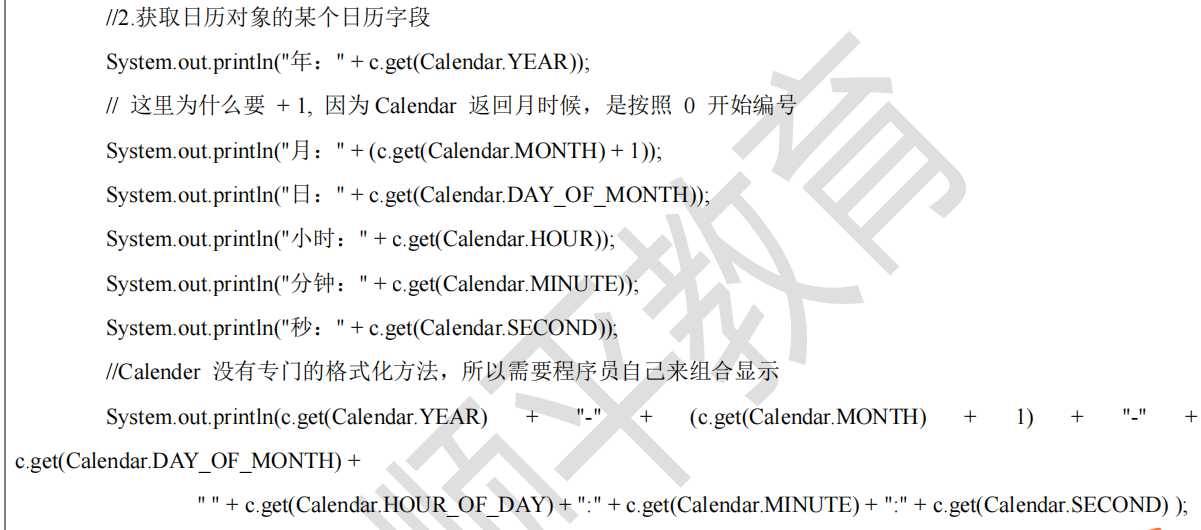 //2.获取日历对象的某个日历字段
System.out.println("年：" + c.get(Calendar.YEAR));
// 这里为什么要 + 1, 因为 Calendar 返回月时候，是按照 0 开始编号
System.out.println("月：" + (c.get(Calendar.MONTH) + 1));
System.out.println("日：" + c.get(Calendar.DAY_OF_MONTH));
System.out.println("小时：" + c.get(Calendar.HOUR));
System.out.println("分钟：" + c.get(Calendar.MINUTE));
System.out.println("秒：" + c.get(Calendar.SECOND));
//Calender 没有专门的格式化方法，所以需要程序员自己来组合显示
System.out.println(c.get(Calendar.YEAR) + "-" + (c.get(Calendar.MONTH) + 1) + "-" +
c.get(Calendar.DAY_OF_MONTH) +
" " + c.get(Calendar.HOUR_OF_DAY) + ":" + c.get(Calendar.MINUTE) + ":" + c.get(Calendar.SECOND) );
平教育